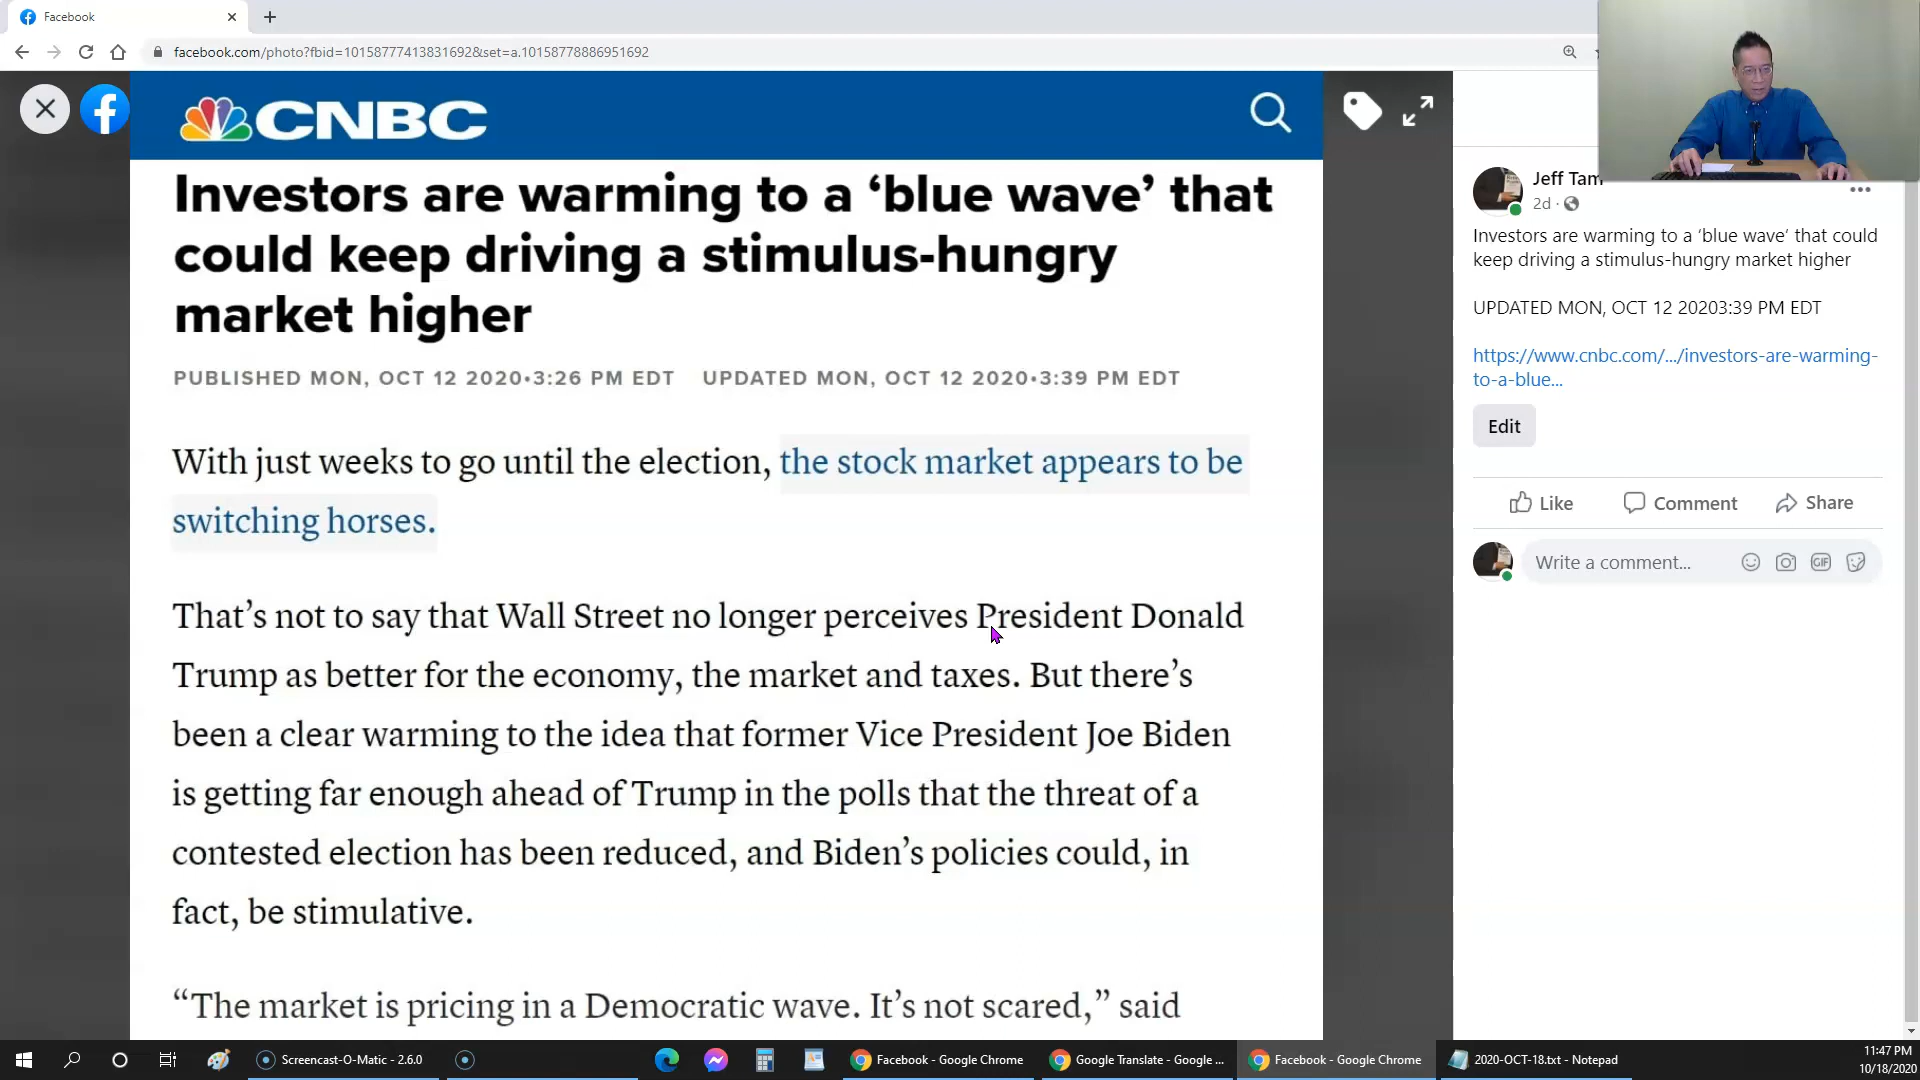 Facebook
facebook.com/photo?fbid=10158777413831692&set=a.10158778886951692
CNBC
Investors are warming to a ‘blue wave’ that
could keep driving a stimulus-hungry
market higher
PUBLISHED MON, OCT 12 2020•3:26 PM EDT UPDATED MON, OCT 12 2020•3:39 PM EDT
With just weeks to go until the election, the stock market appears to be
switching horses.
That’s not to say that Wall Street no longer perceives President Donald
Trump as better for the economy, the market and taxes. But there’s
been a clear warming to the idea that former Vice President Joe Biden
is getting far enough ahead of Trump in the polls that the threat of a
contested election has been reduced, and Biden’s policies could, in
fact, be stimulative.
“The market is pricing in a Democratic wave. It’s not scared,” said
Jeff Tam
2d ·
Investors are warming to a ‘blue wave’ that could
keep driving a stimulus-hungry market higher
UPDATED MON, OCT 12 20203:39 PM EDT
https://www.cnbc.com/.../investors-are-warming-
to-a-blue...
Edit
Like Comment Share
Write a comment...
GIF
Screencast-O-Matic - 2.6.0
Facebook - Google Chrome
Google Translate - Google ...
Facebook - Google Chrome
2020-OCT-18.txt - Notepad
11:47 PM
10/18/2020